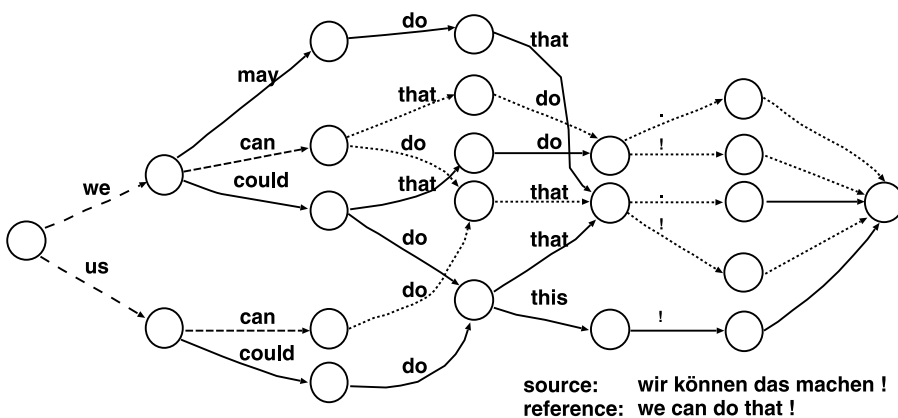 do
that
may
that
do
.
can
do
do
!
could
that
we
that
.
do
that
!
us
do
this
can
!
could
do
source: wir können das machen !
reference: we can do that !